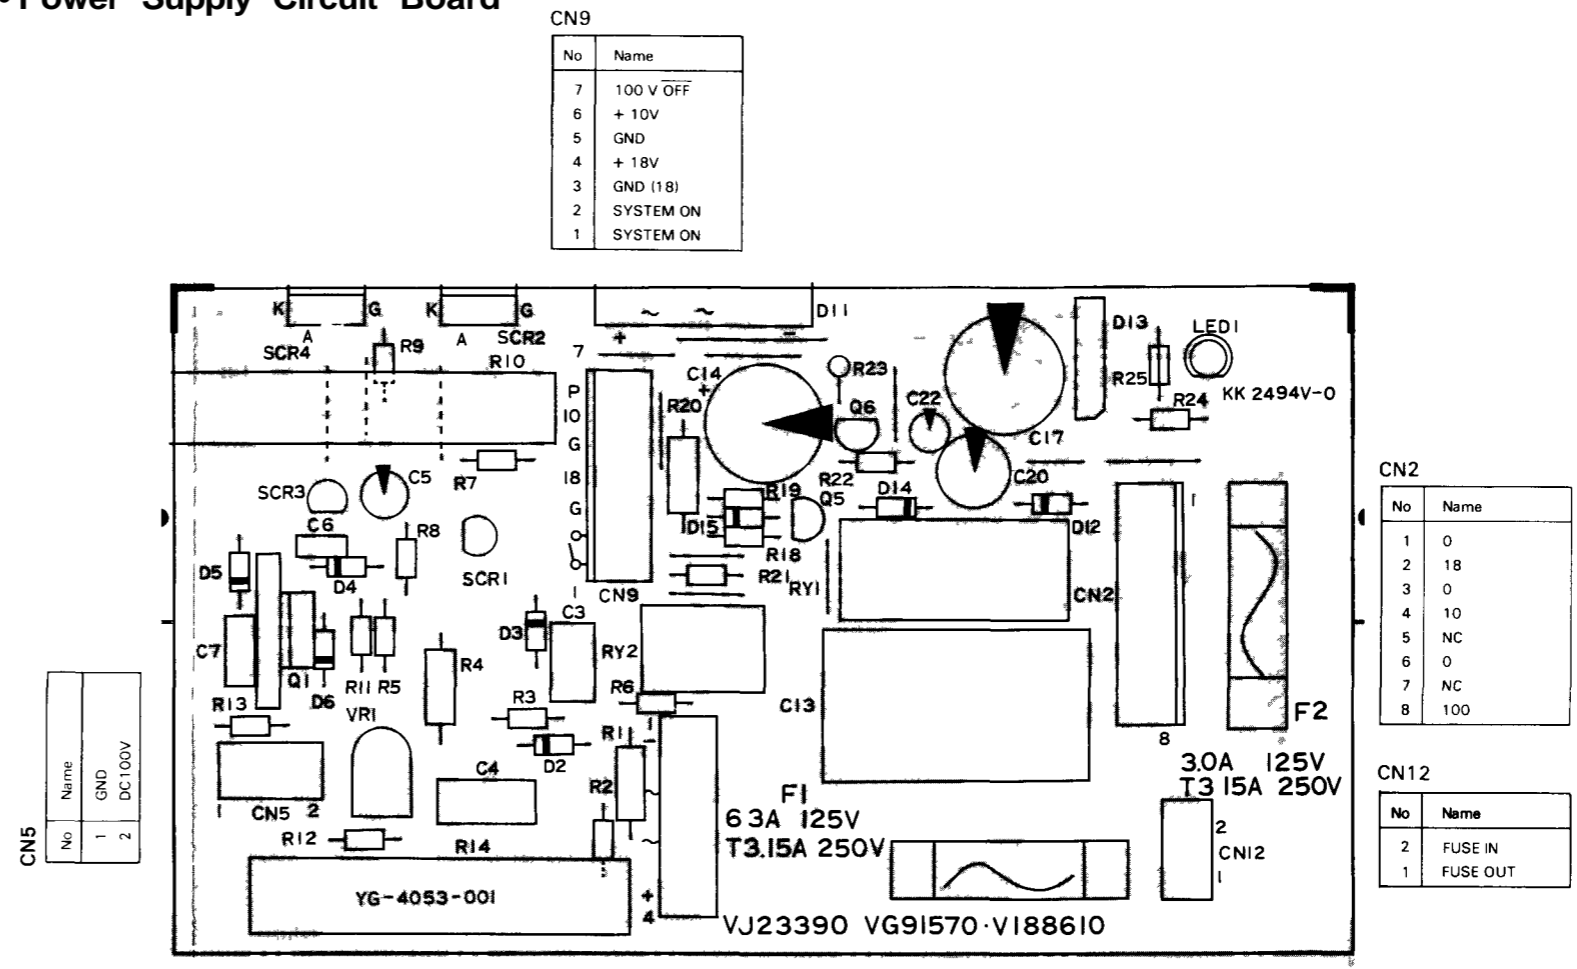 Power Supply Circuit Board
CN9
No Name
7 100 V OFF
6 + 10V
5 GND
4 + 18V
3 GND (18)
2 SYSTEM ON
1 SYSTEM ON
K G K G ~ ~ D11
A A + -
SCR4 R9 SCR2
R10 7
D13 LED1
C14 + R23 R25
KK 2494V-0
P R20 Q6 C22 R24
10
G C17
R7 18 R22 C20
SCR3 C5 R19 Q5 D14 1
C6 R8 G D15 D12
D5 D4 SCR1 R18
R21 RY1
1 CN9 CN2
C7 D3 C3 RY2
Q1 D6 R11 R5 R4 R6
R13 VR1 R3 1 C13 F2
R1 8
D2
CN5
1 2
C4 R2 ~
3.0A 125V
T3 15A 250V
F1
6 3A 125V
T3.15A 250V
R12 R14 ~
2
CN12
1
YG-4053-001 +
4
VJ23390 VG91570·V188610
CN2
No Name
1 0
2 18
3 0
4 10
5 NC
6 0
7 NC
8 100
CN12
No Name
2 FUSE IN
1 FUSE OUT
CN5
No Name
1 GND
2 DC100V